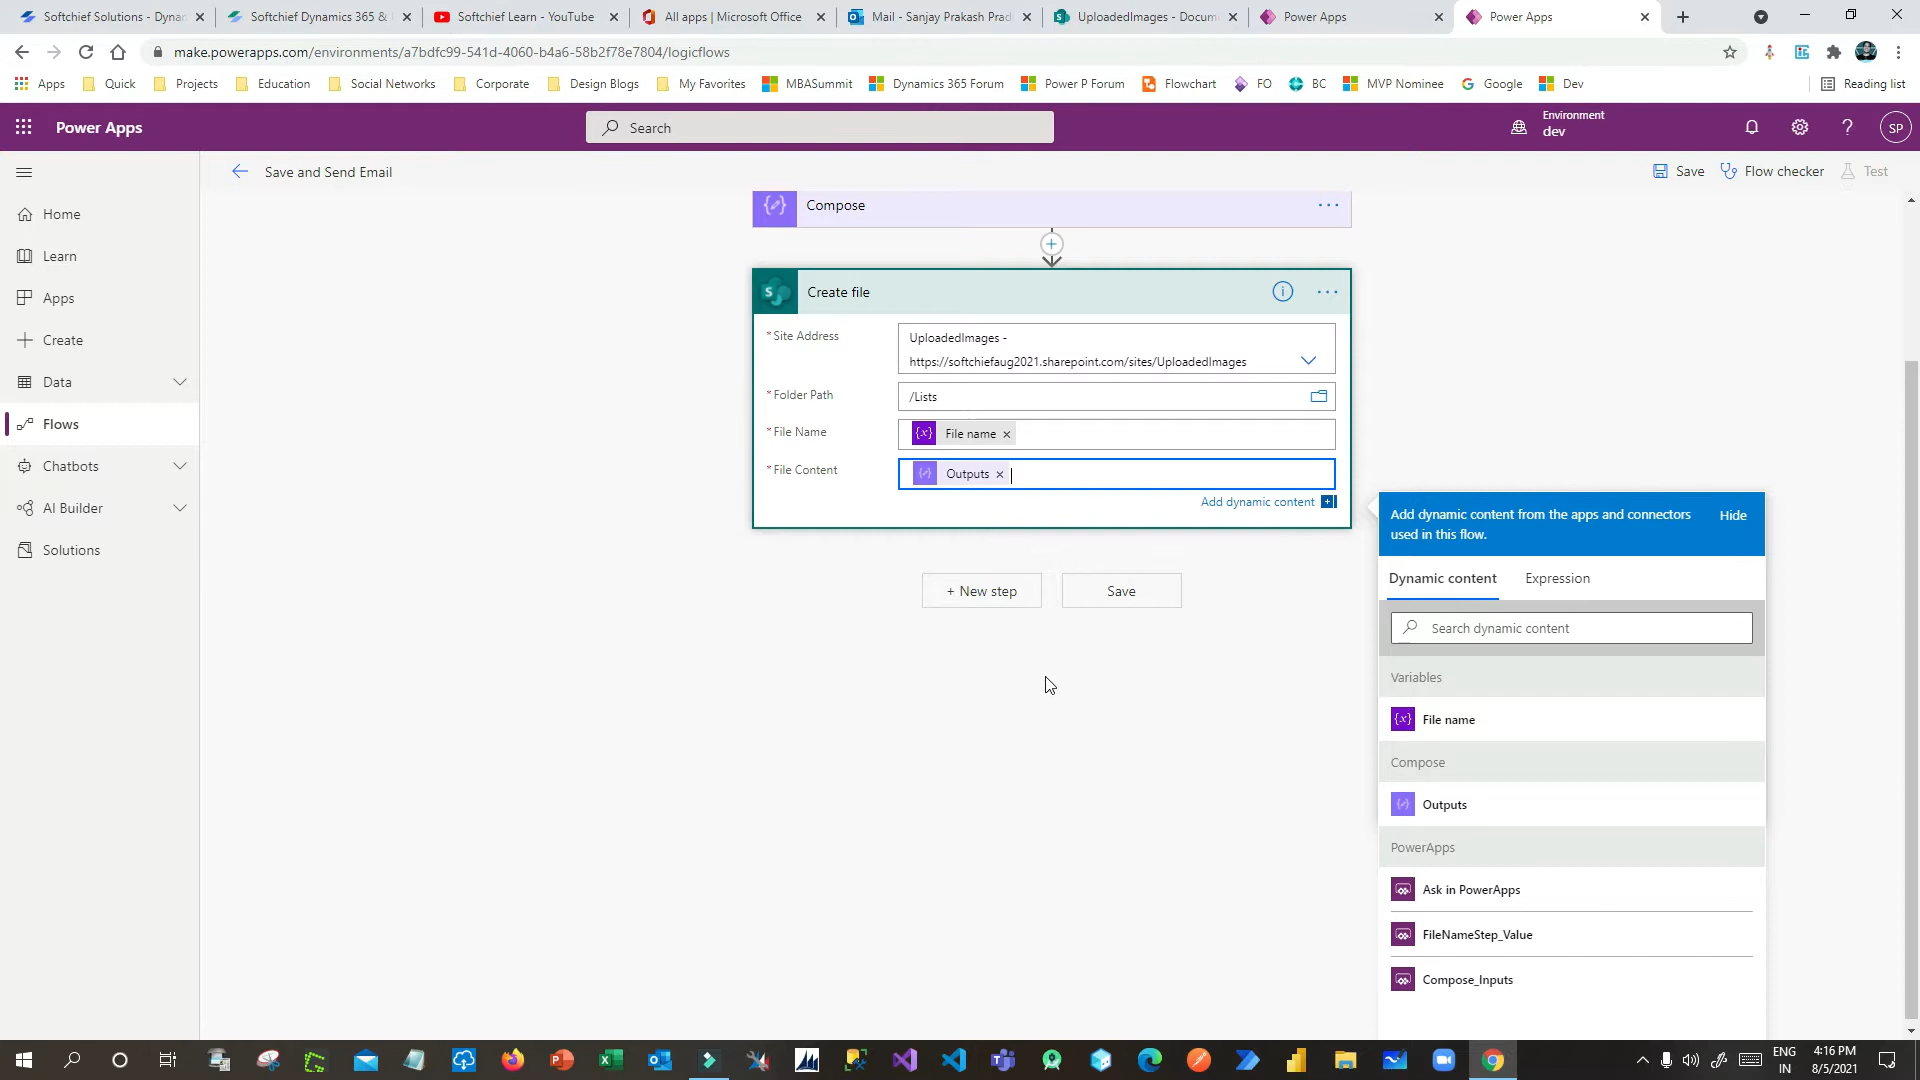 Softchief Solutions - Dynam
Softchief Dynamics 365 &
Softchief Learn - YouTube
All apps | Microsoft Office
Mail - Sanjay Prakash Prad
UploadedImages - Docum
Power Apps
Power Apps
make.powerapps.com/environments/a7bdfc99-541d-4060-b4a6-58b2f78e7804/logicflows
Apps
Quick
Projects
Education
Social Networks
Corporate
Design Blogs
My Favorites
MBASummit
Dynamics 365 Forum
Power P Forum
Flowchart
FO
BC
MVP Nominee
Google
Dev
Reading list
Power Apps
Search
Environment
dev
SP
Save and Send Email
Save
Flow checker
Test
Home
Learn
Apps
Create
Data
Flows
Chatbots
AI Builder
Solutions
Compose
Create file
* Site Address
UploadedImages -
https://softchiefaug2021.sharepoint.com/sites/UploadedImages
* Folder Path
/Lists
* File Name
File name
* File Content
Outputs
Add dynamic content
+ New step
Save
Add dynamic content from the apps and connectors
used in this flow.
Hide
Dynamic content
Expression
Search dynamic content
Variables
File name
Compose
Outputs
PowerApps
Ask in PowerApps
FileNameStep_Value
Compose_Inputs
ENG
IN
4:16 PM
8/5/2021